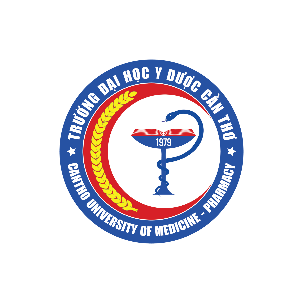 TRƯỜNG ĐẠI HỌC Y DƯỢC CẦN THƠ
1979
CANTHO UNIVERSITY OF MEDICINE - PHARMACY